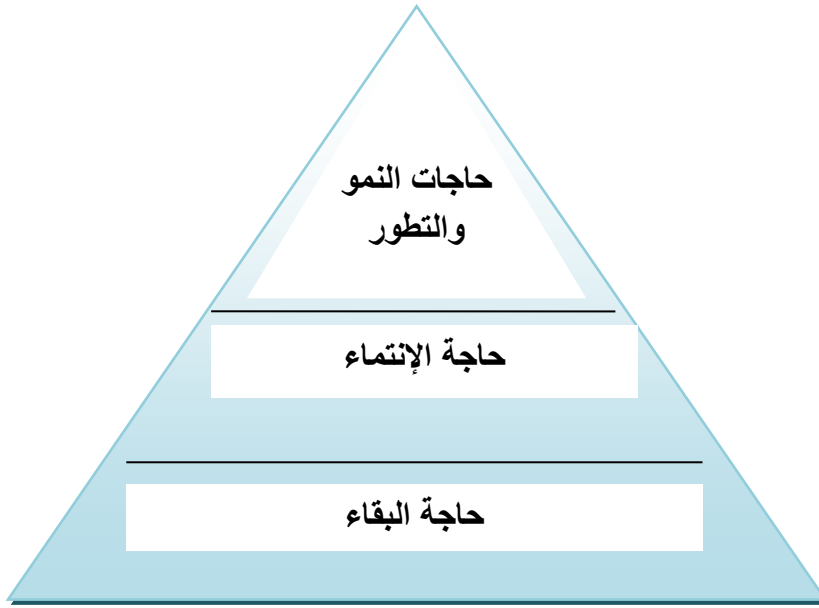 حاجات النمو
والتطور
حاجة الإنتماء
حاجة البقاء